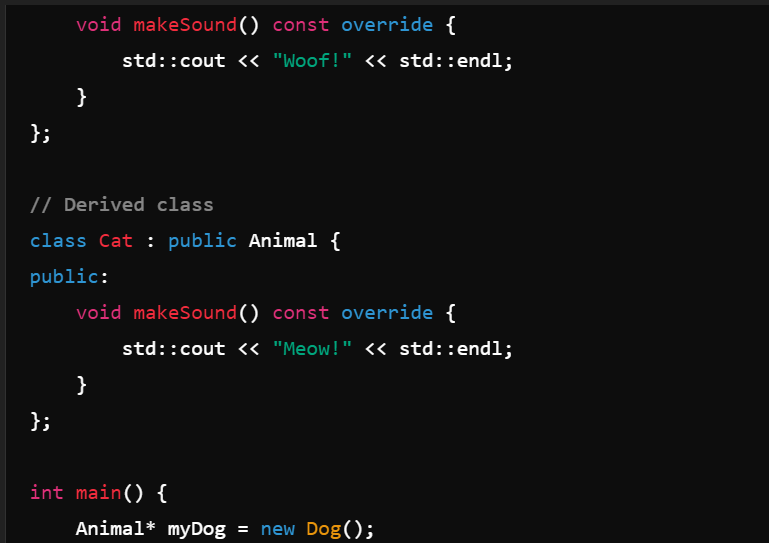 void makeSound() const override {
        std::cout << "Woof!" << std::endl;
    }
};

// Derived class
class Cat : public Animal {
public:
    void makeSound() const override {
        std::cout << "Meow!" << std::endl;
    }
};

int main() {
    Animal* myDog = new Dog();